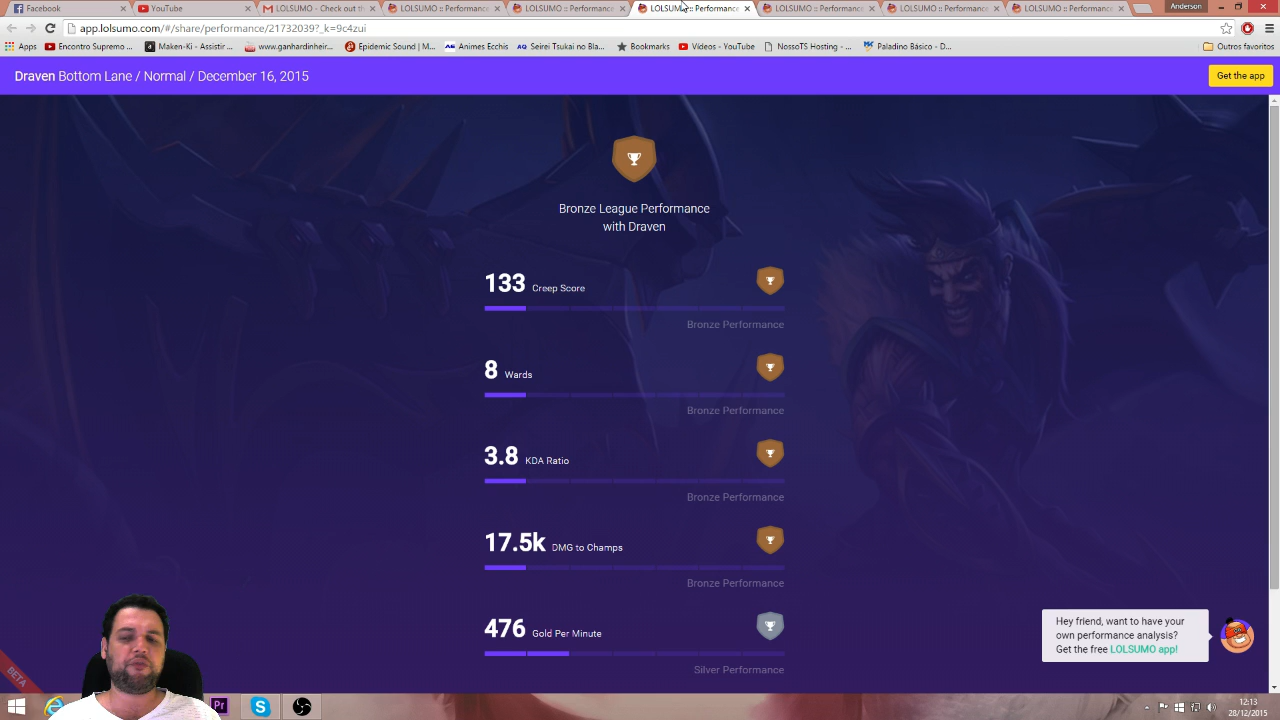 Facebook
YouTube
LOLSUMO - Check out th
LOLSUMO :: Performance
LOLSUMO :: Performance
LOLSUMO :: Performance
LOLSUMO :: Performance
LOLSUMO :: Performance
LOLSUMO :: Performance
Anderson
app.lolsumo.com/#/share/performance/21732039?_k=9c4zui
Apps
Encontro Supremo ...
Maken-Ki - Assistir ...
www.ganhardinheir...
Epidemic Sound | M...
Animes Ecchis
Seirei Tsukai no Bla...
Bookmarks
Vídeos - YouTube
NossoTS Hosting - ...
Paladino Básico - D...
Outros favoritos
Draven Bottom Lane / Normal / December 16, 2015
Get the app
Bronze League Performance
with Draven
133 Creep Score
Bronze Performance
8 Wards
Bronze Performance
3.8 KDA Ratio
Bronze Performance
17.5k DMG to Champs
Bronze Performance
476 Gold Per Minute
Silver Performance
Hey friend, want to have your
own performance analysis?
Get the free LOLSUMO app!
Pr
12:13
28/12/2015